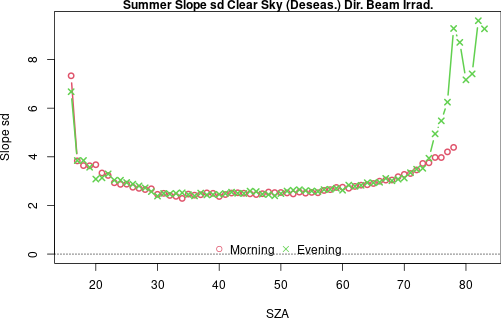 Summer Slope sd Clear Sky (Deseas.) Dir. Beam Irrad.
Slope sd
8
6
4
2
0
Morning Evening
20 30 40 50 60 70 80
SZA